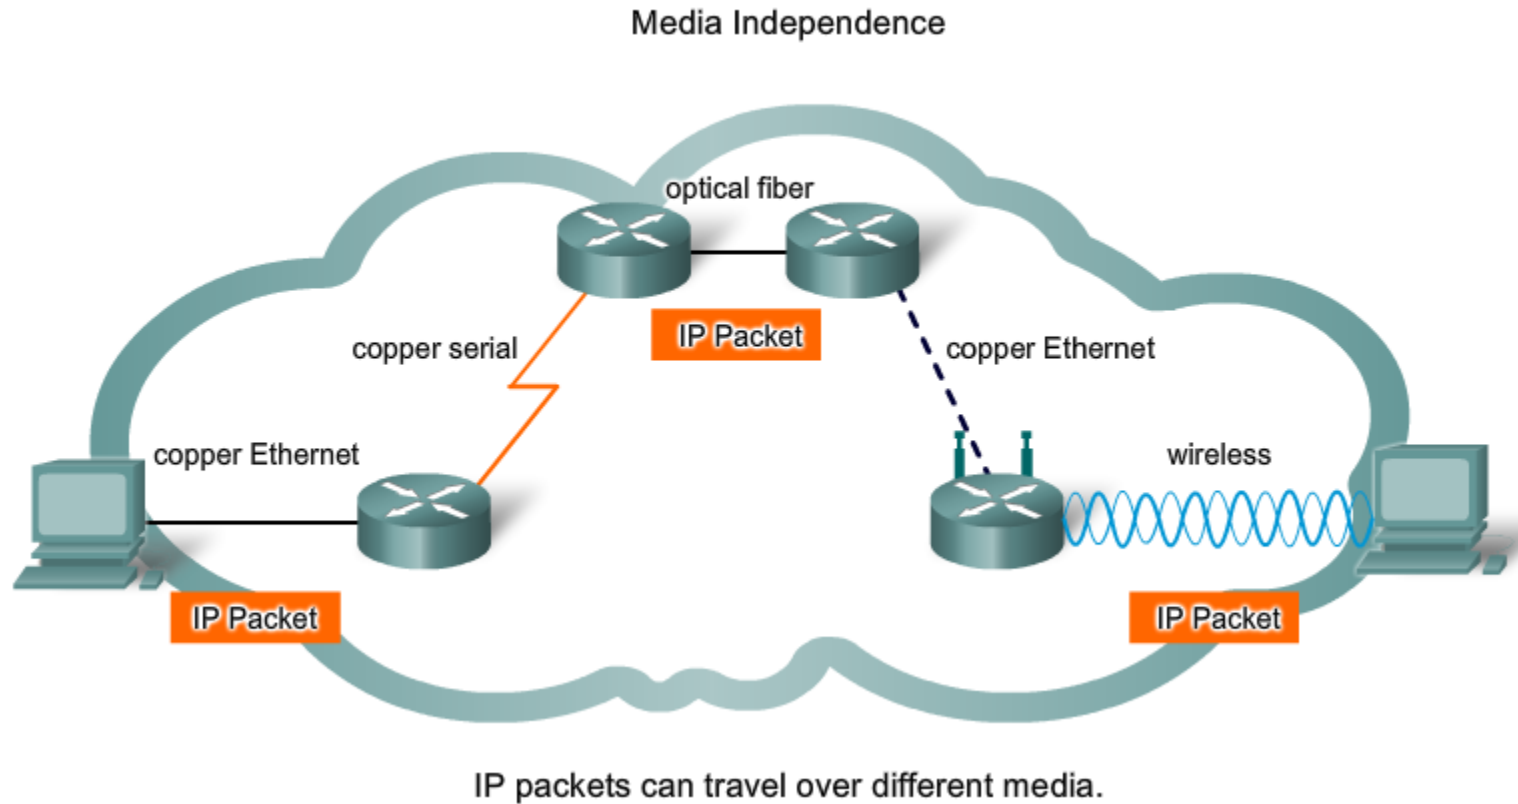 Media Independence
optical fiber
IP Packet
copper serial
copper Ethernet
copper Ethernet
wireless
IP Packet
IP Packet
IP packets can travel over different media.